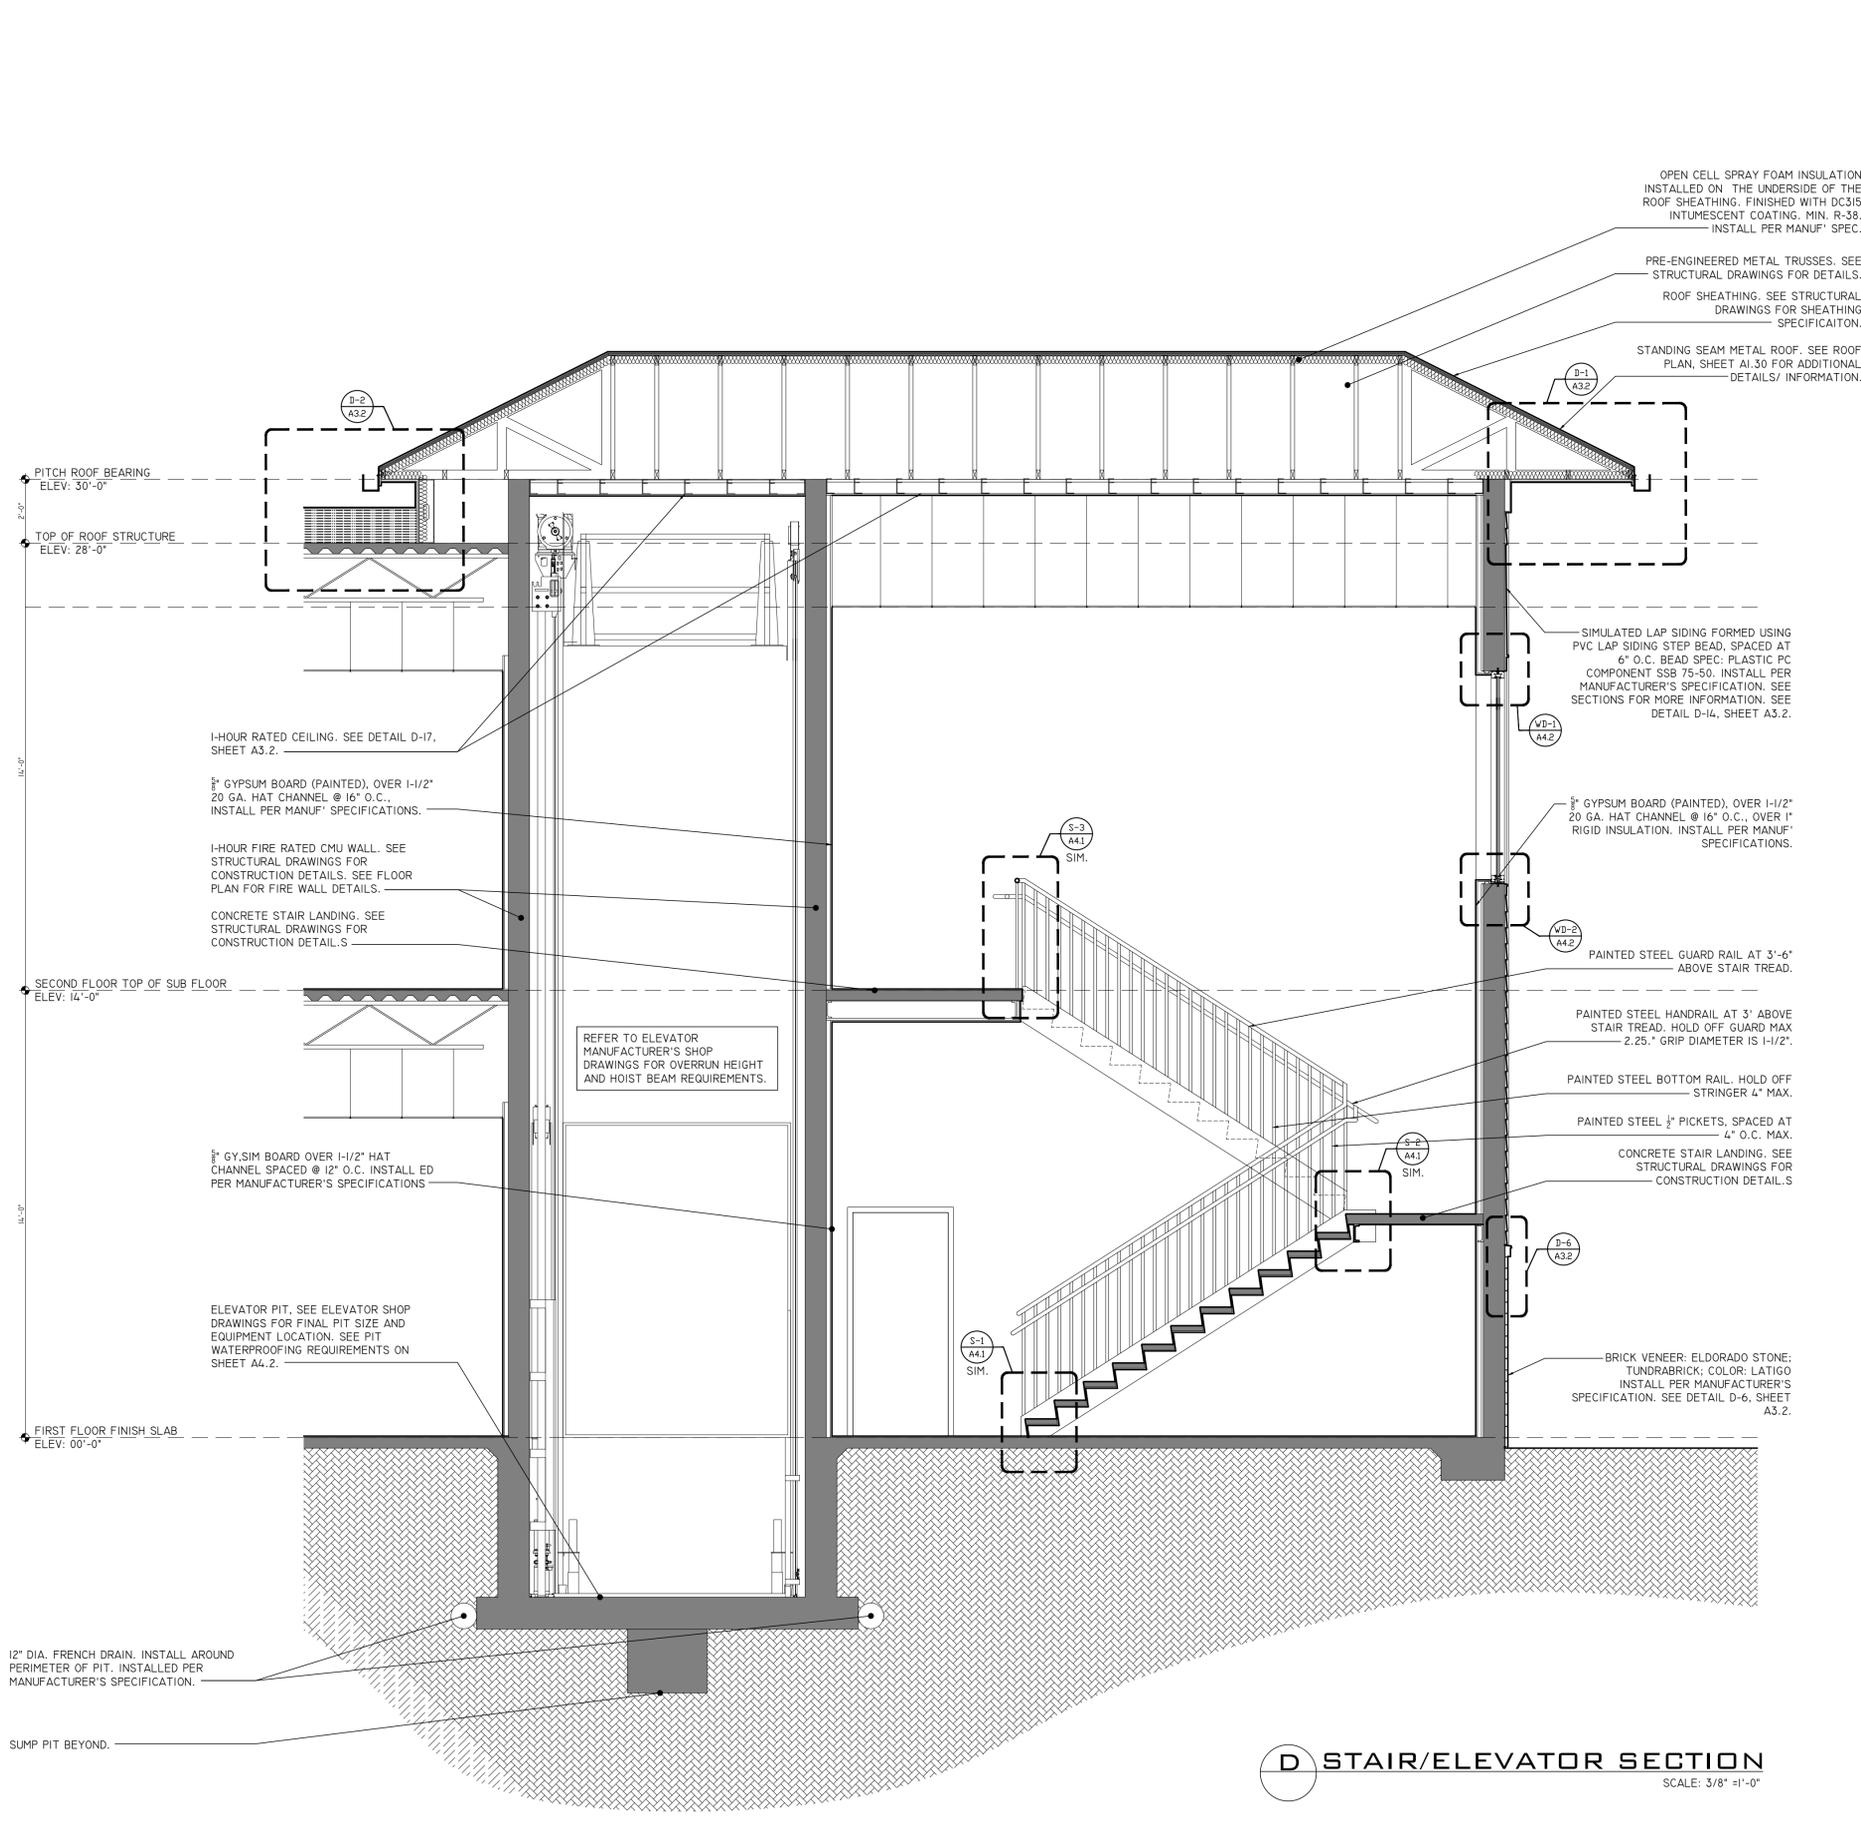 OPEN CELL SPRAY FOAM INSULATION
INSTALLED ON THE UNDERSIDE OF THE
ROOF SHEATHING. FINISHED WITH DC315
INTUMESCENT COATING. MIN. R-38.
INSTALL PER MANUF' SPEC.
PRE-ENGINEERED METAL TRUSSES. SEE
STRUCTURAL DRAWINGS FOR DETAILS.
ROOF SHEATHING. SEE STRUCTURAL
DRAWINGS FOR SHEATHING
SPECIFICAITON.
STANDING SEAM METAL ROOF. SEE ROOF
PLAN, SHEET A1.30 FOR ADDITIONAL
DETAILS/ INFORMATION.
D-1
A3.2
D-2
A3.2
PITCH ROOF BEARING
ELEV: 30'-0"
2'-0"
TOP OF ROOF STRUCTURE
ELEV: 28'-0"
SIMULATED LAP SIDING FORMED USING
PVC LAP SIDING STEP BEAD, SPACED AT
6" O.C. BEAD SPEC: PLASTIC PC
COMPONENT SSB 75-50. INSTALL PER
MANUFACTURER'S SPECIFICATION. SEE
SECTIONS FOR MORE INFORMATION. SEE
DETAIL D-14, SHEET A3.2.
WD-1
A4.2
1-HOUR RATED CEILING. SEE DETAIL D-17,
SHEET A3.2.
14'-0"
5/8" GYPSUM BOARD (PAINTED), OVER 1-1/2"
20 GA. HAT CHANNEL @ 16" O.C.,
INSTALL PER MANUF' SPECIFICATIONS.
5/8" GYPSUM BOARD (PAINTED), OVER 1-1/2"
20 GA. HAT CHANNEL @ 16" O.C., OVER 1"
RIGID INSULATION. INSTALL PER MANUF'
SPECIFICATIONS.
1-HOUR FIRE RATED CMU WALL. SEE
STRUCTURAL DRAWINGS FOR
CONSTRUCTION DETAILS. SEE FLOOR
PLAN FOR FIRE WALL DETAILS.
S-3
A4.1
SIM.
CONCRETE STAIR LANDING. SEE
STRUCTURAL DRAWINGS FOR
CONSTRUCTION DETAIL.S
WD-2
A4.2
PAINTED STEEL GUARD RAIL AT 3'-6"
ABOVE STAIR TREAD.
SECOND FLOOR TOP OF SUB FLOOR
ELEV: 14'-0"
PAINTED STEEL HANDRAIL AT 3' ABOVE
STAIR TREAD. HOLD OFF GUARD MAX
2.25." GRIP DIAMETER IS 1-1/2".
REFER TO ELEVATOR
MANUFACTURER'S SHOP
DRAWINGS FOR OVERRUN HEIGHT
AND HOIST BEAM REQUIREMENTS.
PAINTED STEEL BOTTOM RAIL. HOLD OFF
STRINGER 4" MAX.
PAINTED STEEL 1/2" PICKETS, SPACED AT
4" O.C. MAX.
S-2
A4.1
SIM.
CONCRETE STAIR LANDING. SEE
STRUCTURAL DRAWINGS FOR
CONSTRUCTION DETAIL.S
5/8" GY,SIM BOARD OVER 1-1/2" HAT
CHANNEL SPACED @ 12" O.C. INSTALL ED
PER MANUFACTURER'S SPECIFICATIONS
14'-0"
D-6
A3.2
ELEVATOR PIT, SEE ELEVATOR SHOP
DRAWINGS FOR FINAL PIT SIZE AND
EQUIPMENT LOCATION. SEE PIT
WATERPROOFING REQUIREMENTS ON
SHEET A4.2.
S-1
A4.1
SIM.
BRICK VENEER: ELDORADO STONE;
TUNDRABRICK; COLOR: LATIGO
INSTALL PER MANUFACTURER'S
SPECIFICATION. SEE DETAIL D-6, SHEET
A3.2.
FIRST FLOOR FINISH SLAB
ELEV: 00'-0"
12" DIA. FRENCH DRAIN. INSTALL AROUND
PERIMETER OF PIT. INSTALLED PER
MANUFACTURER'S SPECIFICATION.
SUMP PIT BEYOND.
D STAIR/ELEVATOR SECTION
SCALE: 3/8" =1'-0"